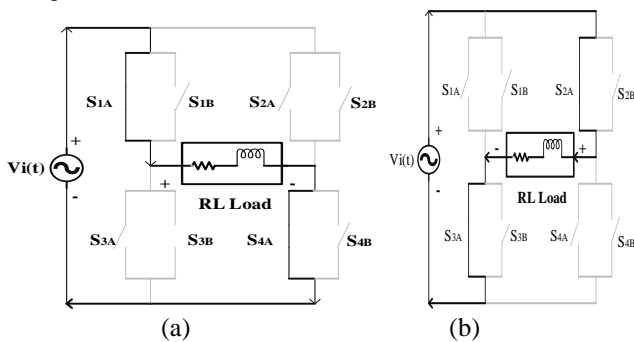 S1A S1B S2A S2B
+
Vi(t)
-
+ -
RL Load
S3A S3B S4A S4B
(a)
S1A S1B S2A S2B
+
Vi(t)
-
- +
RL Load
S3A S3B S4A S4B
(b)